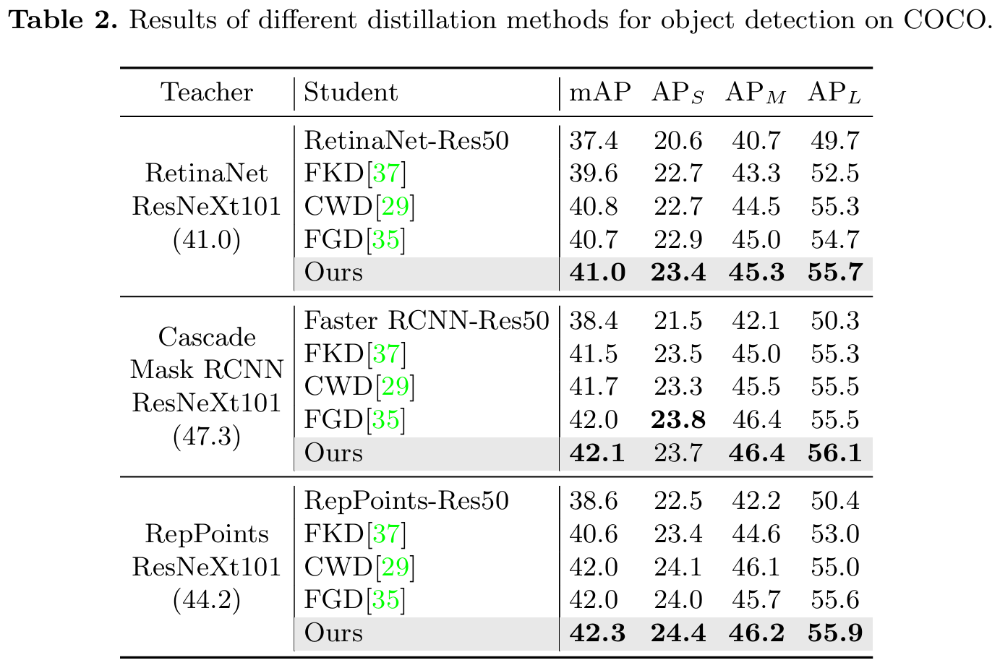 Table 2. Results of different distillation methods for object detection on COCO.
Teacher Student mAP AP_S AP_M AP_L
RetinaNet ResNeXt101 (41.0)
RetinaNet-Res50 37.4 20.6 40.7 49.7
FKD[37] 39.6 22.7 43.3 52.5
CWD[29] 40.8 22.7 44.5 55.3
FGD[35] 40.7 22.9 45.0 54.7
Ours 41.0 23.4 45.3 55.7
Cascade Mask RCNN ResNeXt101 (47.3)
Faster RCNN-Res50 38.4 21.5 42.1 50.3
FKD[37] 41.5 23.5 45.0 55.3
CWD[29] 41.7 23.3 45.5 55.5
FGD[35] 42.0 23.8 46.4 55.5
Ours 42.1 23.7 46.4 56.1
RepPoints ResNeXt101 (44.2)
RepPoints-Res50 38.6 22.5 42.2 50.4
FKD[37] 40.6 23.4 44.6 53.0
CWD[29] 42.0 24.1 46.1 55.0
FGD[35] 42.0 24.0 45.7 55.6
Ours 42.3 24.4 46.2 55.9